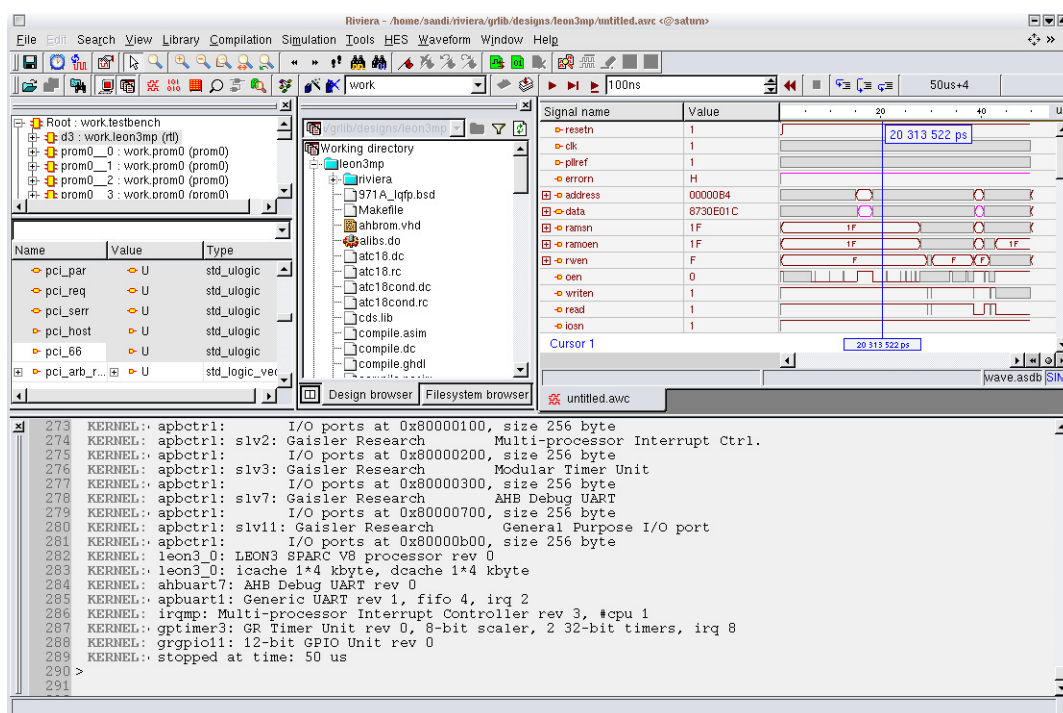 Riviera - /home/sandi/riviera/grlib/designs/leon3mp/untitled.awc <@saturn>
File Edit Search View Library Compilation Simulation Tools HES Waveform Window Help
work
100ns
50us+4
Root : work.testbench
d3 : work.leon3mp (rtl)
prom0__0 : work.prom0 (prom0)
prom0__1 : work.prom0 (prom0)
prom0__2 : work.prom0 (prom0)
prom0__3 : work.prom0 (prom0)
Name Value Type
pci_par U std_ulogic
pci_req U std_ulogic
pci_serr U std_ulogic
pci_host U std_ulogic
pci_66 U std_ulogic
pci_arb_r... U std_logic_vec
/grlib/designs/leon3mp
Working directory
leon3mp
riviera
971A_lqfp.bsd
Makefile
ahbrom.vhd
alibs.do
atc18.dc
atc18.rc
atc18cond.dc
atc18cond.rc
cds.lib
compile.asim
compile.dc
compile.ghdl
Design browser Filesystem browser
Signal name Value 20 40 u
resetn 1
20 313 522 ps
clk 1
pllref 1
errorn H
address 00000B4
data 8730E01C
ramsn 1F 1F
ramoen 1F 1F 1F
rwen F F F F
oen 0
writen 1
read 1
iosn 1
Cursor 1 20 313 522 ps
wave.asdb SIM
untitled.awc
273 KERNEL: apbctrl: I/O ports at 0x80000100, size 256 byte
274 KERNEL: apbctrl: slv2: Gaisler Research Multi-processor Interrupt Ctrl.
275 KERNEL: apbctrl: I/O ports at 0x80000200, size 256 byte
276 KERNEL: apbctrl: slv3: Gaisler Research Modular Timer Unit
277 KERNEL: apbctrl: I/O ports at 0x80000300, size 256 byte
278 KERNEL: apbctrl: slv7: Gaisler Research AHB Debug UART
279 KERNEL: apbctrl: I/O ports at 0x80000700, size 256 byte
280 KERNEL: apbctrl: slv11: Gaisler Research General Purpose I/O port
281 KERNEL: apbctrl: I/O ports at 0x80000b00, size 256 byte
282 KERNEL: leon3_0: LEON3 SPARC V8 processor rev 0
283 KERNEL: leon3_0: icache 1*4 kbyte, dcache 1*4 kbyte
284 KERNEL: ahbuart7: AHB Debug UART rev 0
285 KERNEL: apbuart1: Generic UART rev 1, fifo 4, irq 2
286 KERNEL: irqmp: Multi-processor Interrupt Controller rev 3, #cpu 1
287 KERNEL: gptimer3: GR Timer Unit rev 0, 8-bit scaler, 2 32-bit timers, irq 8
288 KERNEL: grgpio11: 12-bit GPIO Unit rev 0
289 KERNEL: stopped at time: 50 us
290 >
291